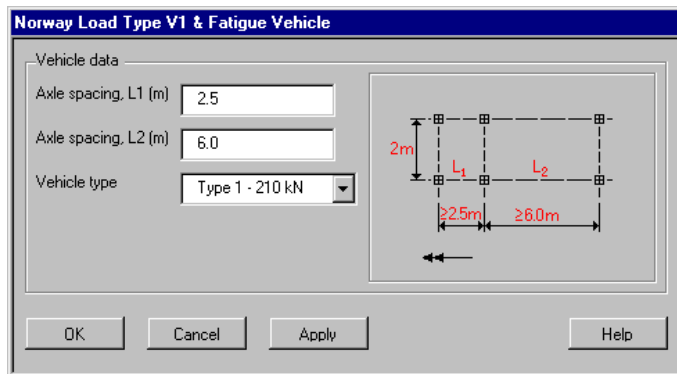 Norway Load Type V1 & Fatigue Vehicle
Vehicle data
Axle spacing, L1 (m)
2.5
Axle spacing, L2 (m)
6.0
Vehicle type
Type 1 - 210 kN
2m
L1 L2
≥2.5m ≥6.0m
OK Cancel Apply Help